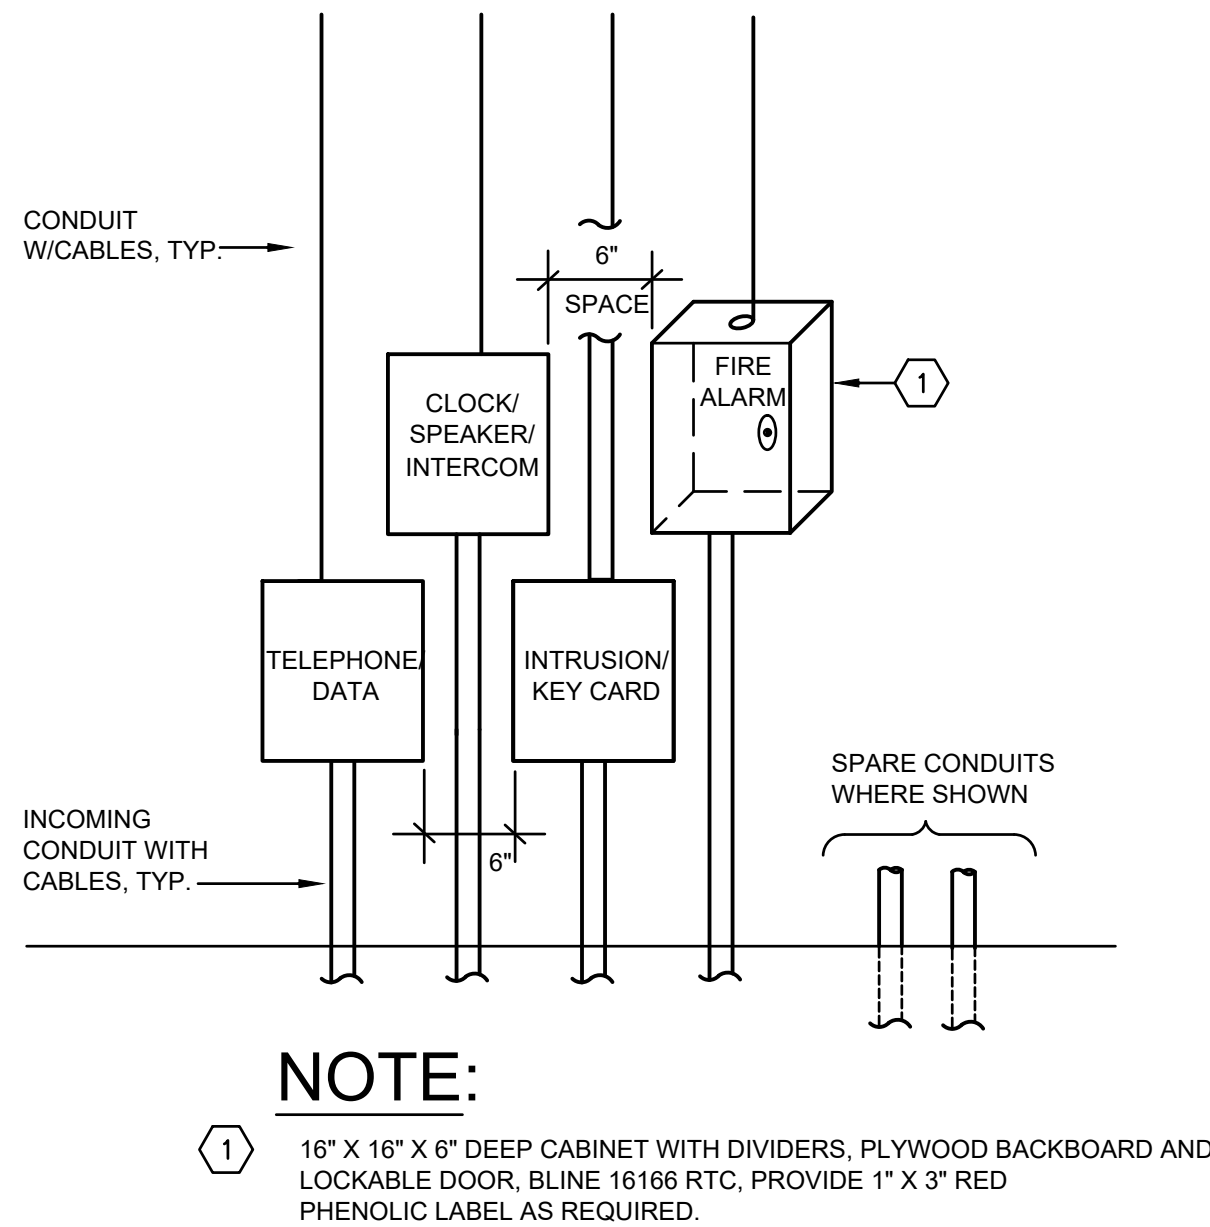 CONDUIT
W/CABLES, TYP.
6"
SPACE
FIRE
ALARM
1
CLOCK/
SPEAKER/
INTERCOM
TELEPHONE/
DATA
INTRUSION/
KEY CARD
SPARE CONDUITS
WHERE SHOWN
INCOMING
CONDUIT WITH
CABLES, TYP.
6"
NOTE:
1
16" X 16" X 6" DEEP CABINET WITH DIVIDERS, PLYWOOD BACKBOARD AND
LOCKABLE DOOR, BLINE 16166 RTC, PROVIDE 1" X 3" RED
PHENOLIC LABEL AS REQUIRED.